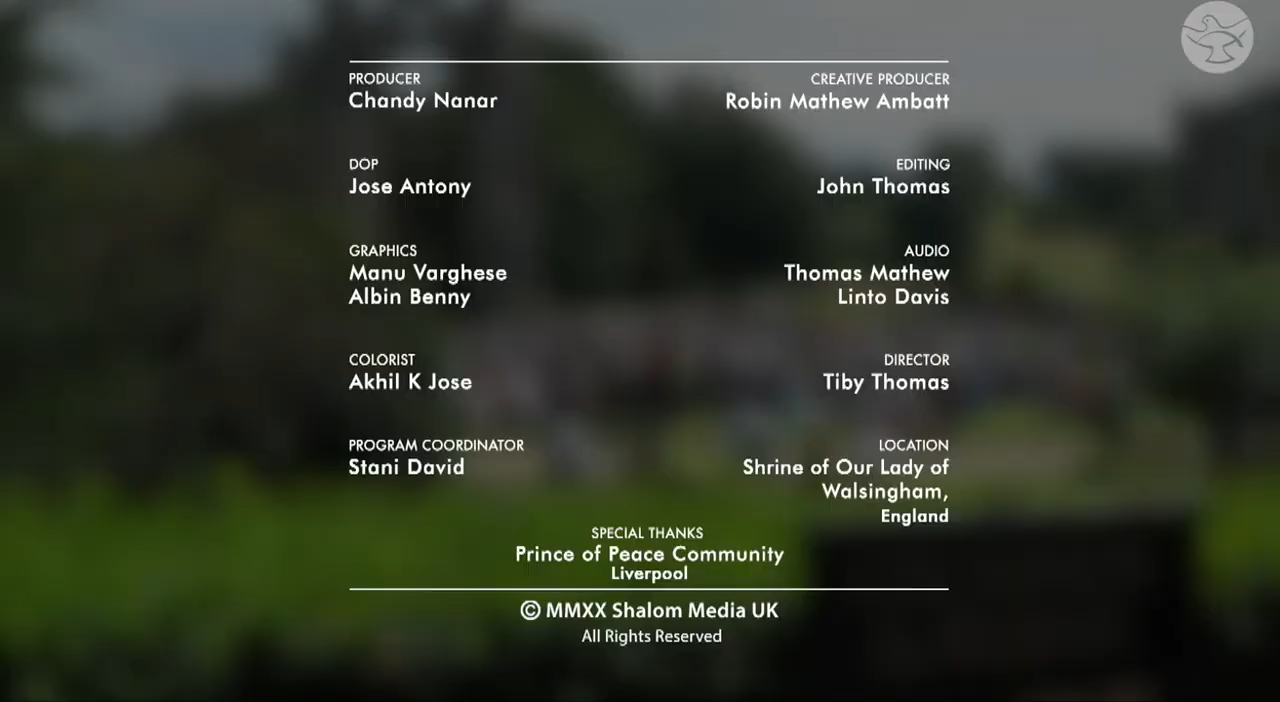 PRODUCER
Chandy Nanar
CREATIVE PRODUCER
Robin Mathew Ambatt
DOP
Jose Antony
EDITING
John Thomas
GRAPHICS
Manu Varghese
Albin Benny
AUDIO
Thomas Mathew
Linto Davis
COLORIST
Akhil K Jose
DIRECTOR
Tiby Thomas
PROGRAM COORDINATOR
Stani David
LOCATION
Shrine of Our Lady of
Walsingham,
England
SPECIAL THANKS
Prince of Peace Community
Liverpool
© MMXX Shalom Media UK
All Rights Reserved